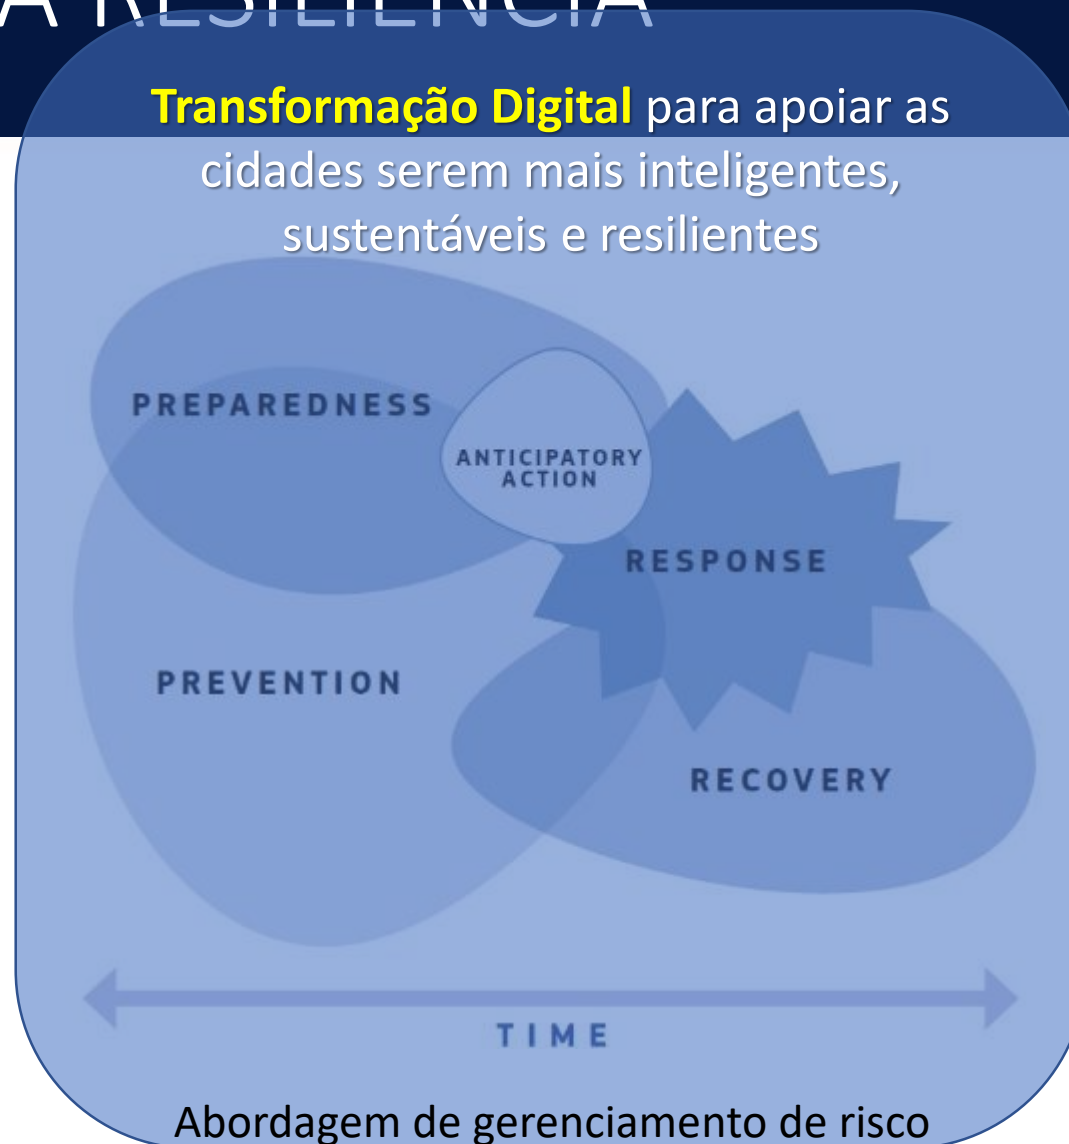 A RESILIÊNCIA
Transformação Digital para apoiar as
cidades serem mais inteligentes,
sustentáveis e resilientes
PREPAREDNESS
ANTICIPATORY
ACTION
RESPONSE
PREVENTION
RECOVERY
TIME
Abordagem de gerenciamento de risco